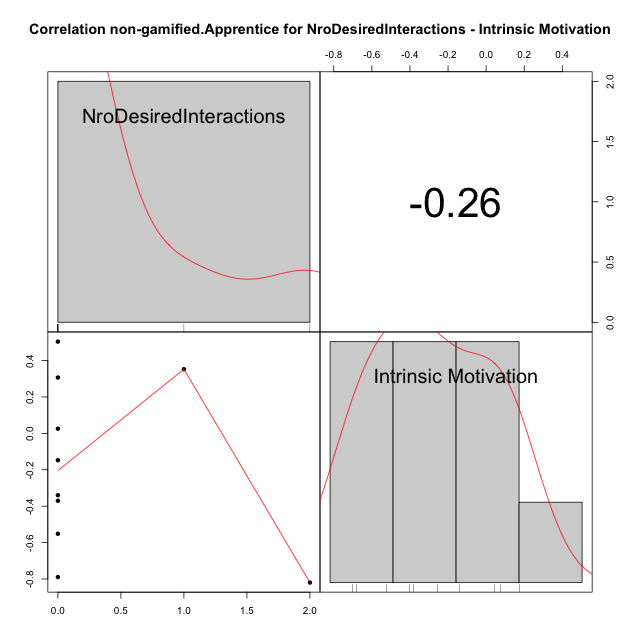 Correlation non-gamified.Apprentice for NroDesiredInteractions - Intrinsic Motivation
-0.8 -0.6 -0.4 -0.2 0.0 0.2 0.4
NroDesiredInteractions
-0.26
0.0 0.5 1.0 1.5 2.0
Intrinsic Motivation
-0.8 -0.6 -0.4 -0.2 0.0 0.2 0.4
0.0 0.5 1.0 1.5 2.0